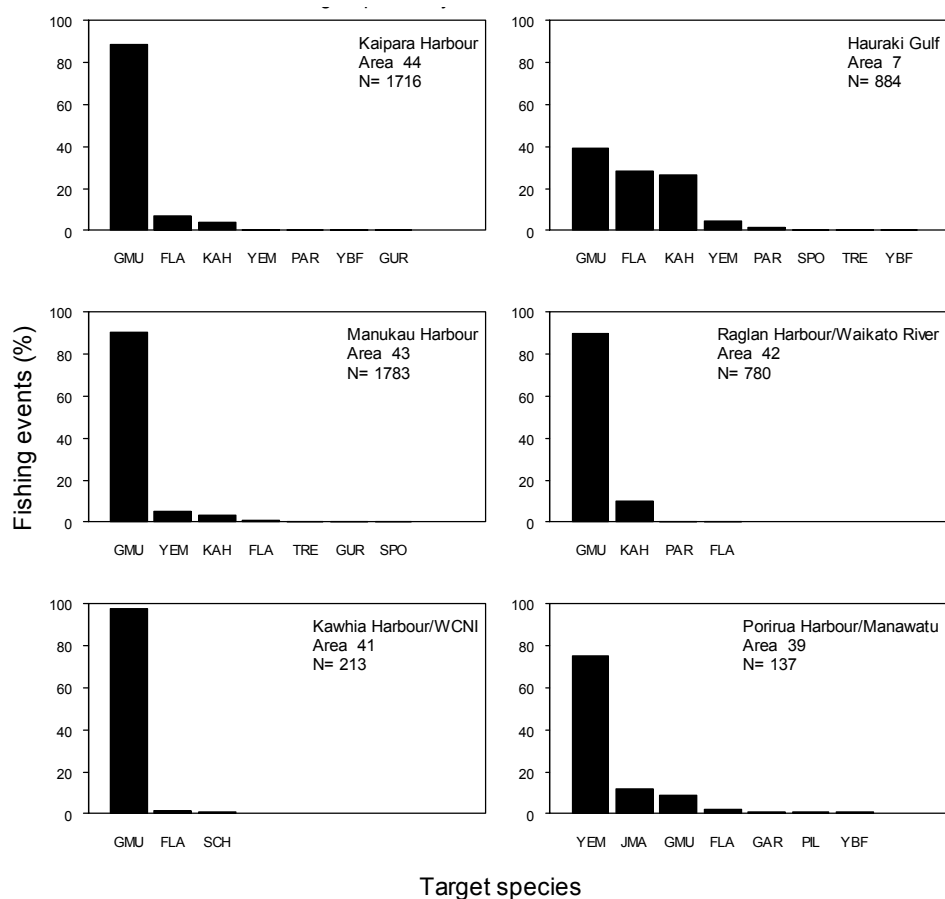 100
80
60
40
20
0
Kaipara Harbour
Area 44
N= 1716
GMU FLA KAH YEM PAR YBF GUR
100
80
60
40
20
0
Hauraki Gulf
Area 7
N= 884
GMU FLA KAH YEM PAR SPO TRE YBF
Fishing events (%)
100
80
60
40
20
0
Manukau Harbour
Area 43
N= 1783
GMU YEM KAH FLA TRE GUR SPO
100
80
60
40
20
0
Raglan Harbour/Waikato River
Area 42
N= 780
GMU KAH PAR FLA
100
80
60
40
20
0
Kawhia Harbour/WCNI
Area 41
N= 213
GMU FLA SCH
100
80
60
40
20
0
Porirua Harbour/Manawatu
Area 39
N= 137
YEM JMA GMU FLA GAR PIL YBF
Target species